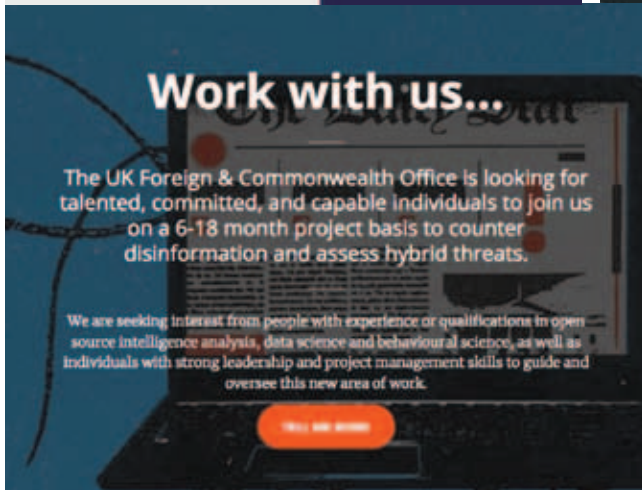 Work with us...
The Daily Star
The UK Foreign & Commonwealth Office is looking for
talented, committed, and capable individuals to join us
on a 6-18 month project basis to counter
disinformation and assess hybrid threats.
We are seeking interest from people with experience or qualifications in open
source intelligence analysis, data science and behavioural science, as well as
individuals with strong leadership and project management skills to guide and
oversee this new area of work.